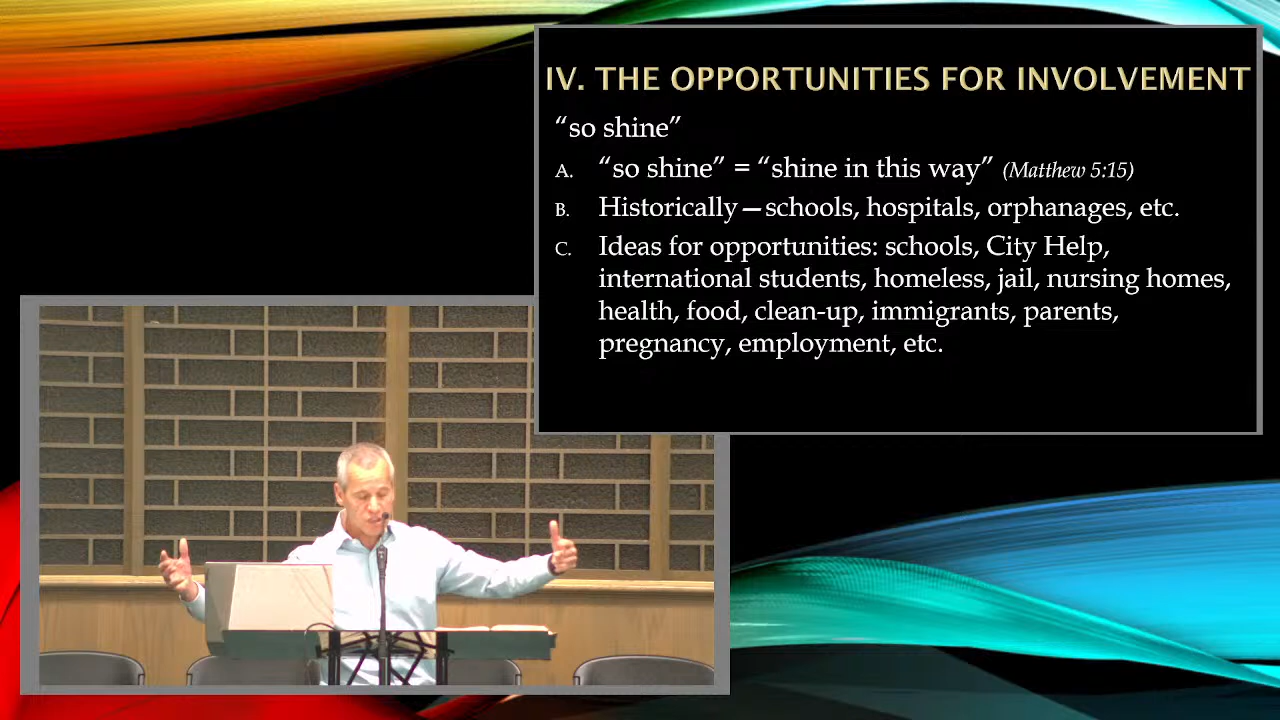 IV. THE OPPORTUNITIES FOR INVOLVEMENT
“so shine”
A. “so shine” = “shine in this way” (Matthew 5:15)
B. Historically—schools, hospitals, orphanages, etc.
C. Ideas for opportunities: schools, City Help,
international students, homeless, jail, nursing homes,
health, food, clean-up, immigrants, parents,
pregnancy, employment, etc.